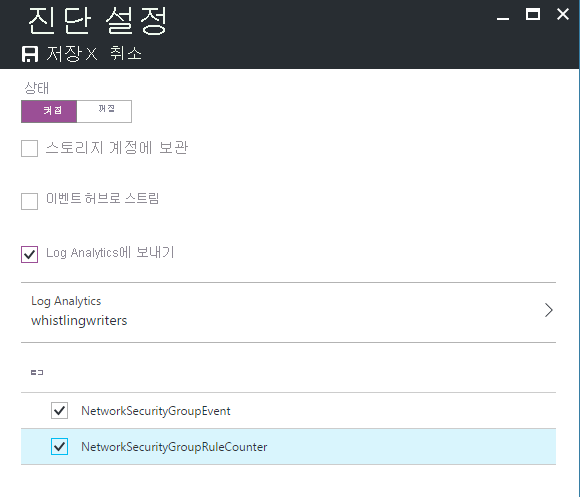 진단 설정
저장 X 취소
상태
켜짐 꺼짐
스토리지 계정에 보관
이벤트 허브로 스트림
Log Analytics에 보내기
Log Analytics
whistlingwriters
로그
NetworkSecurityGroupEvent
NetworkSecurityGroupRuleCounter